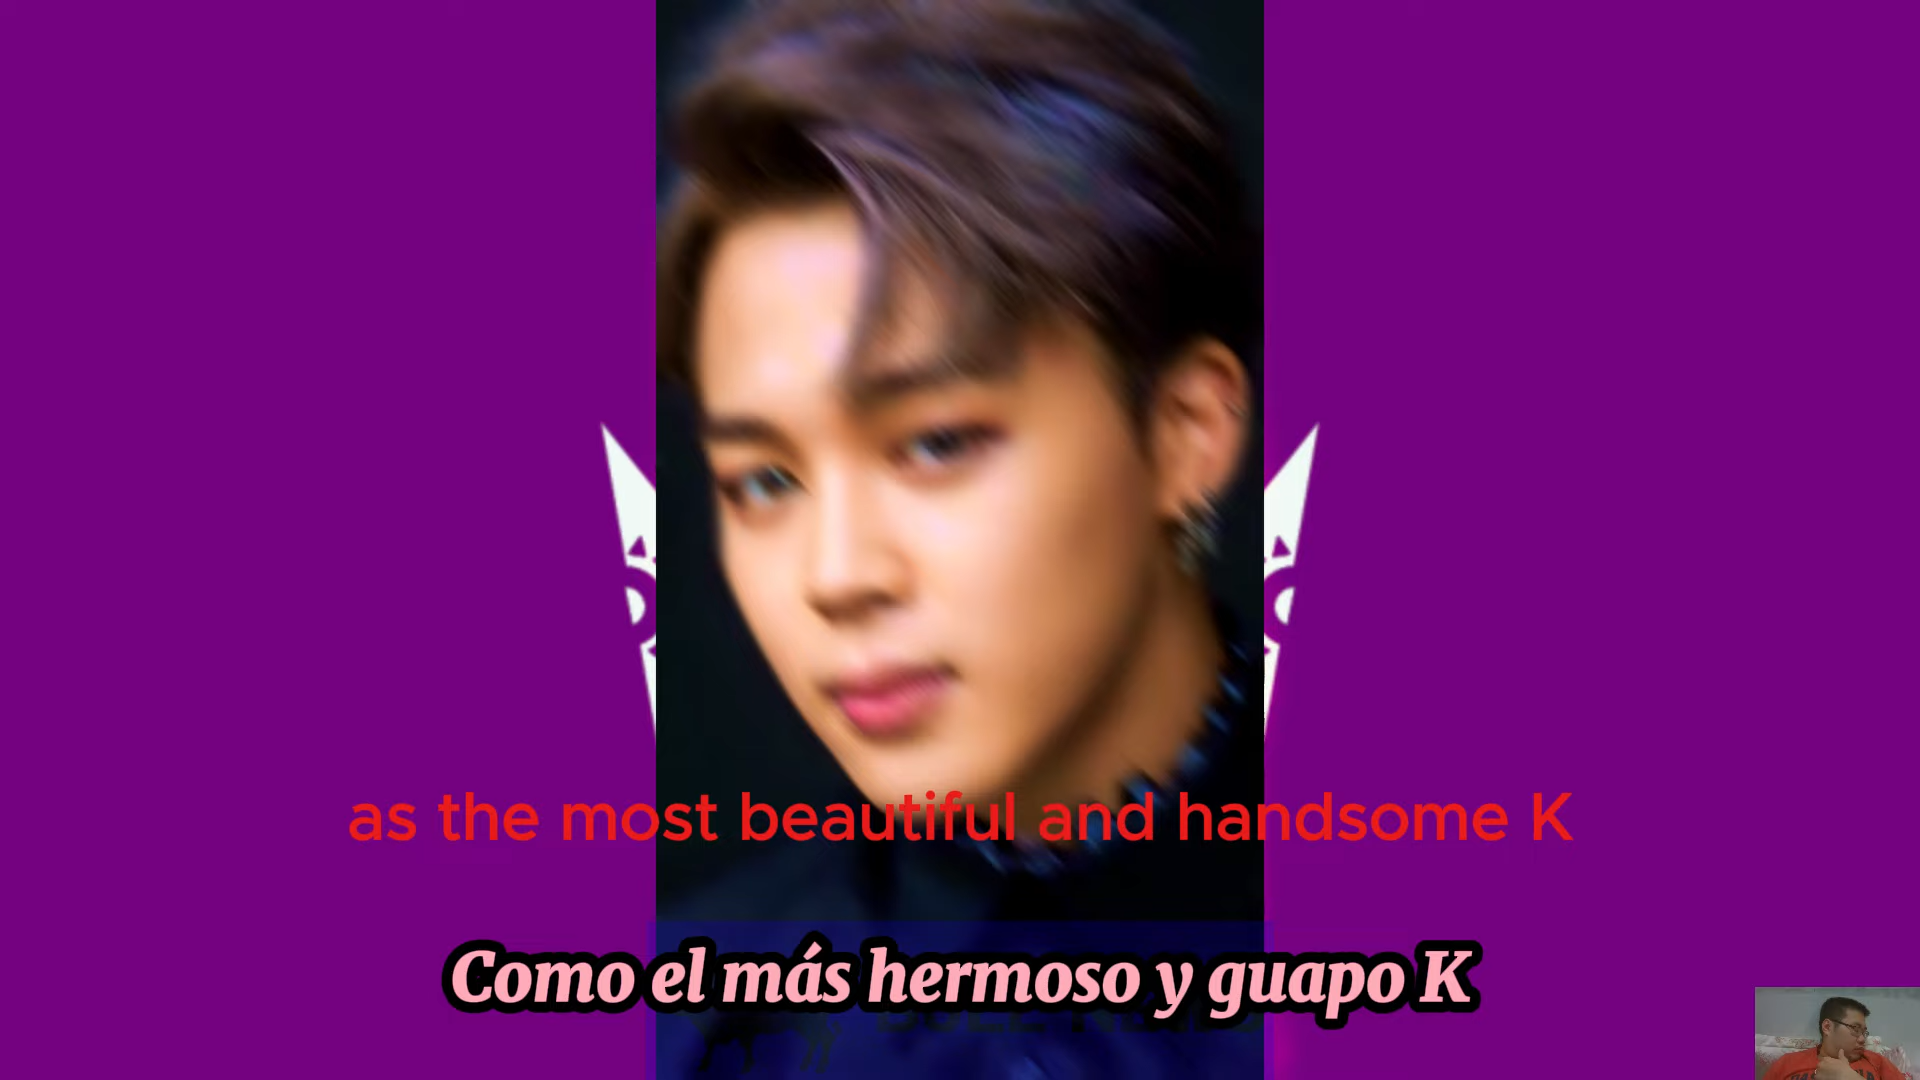 as the most beautiful and handsome K
Como el más hermoso y guapo K